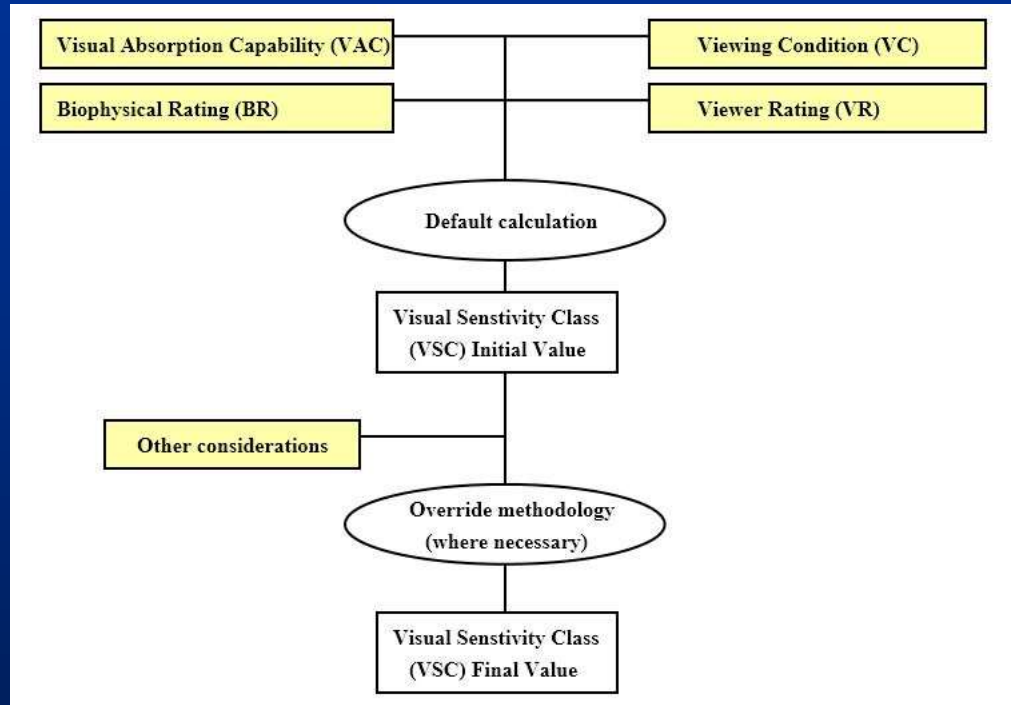 Visual Absorption Capability (VAC)
Viewing Condition (VC)
Biophysical Rating (BR)
Viewer Rating (VR)
Default calculation
Visual Senstivity Class
(VSC) Initial Value
Other considerations
Override methodology
(where necessary)
Visual Senstivity Class
(VSC) Final Value